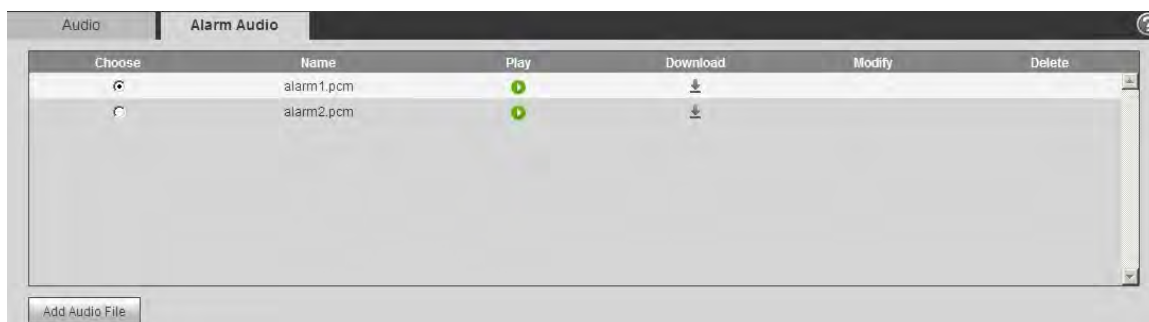 Audio Alarm Audio ?
Choose Name Play Download Modify Delete
alarm1.pcm
alarm2.pcm
Add Audio File